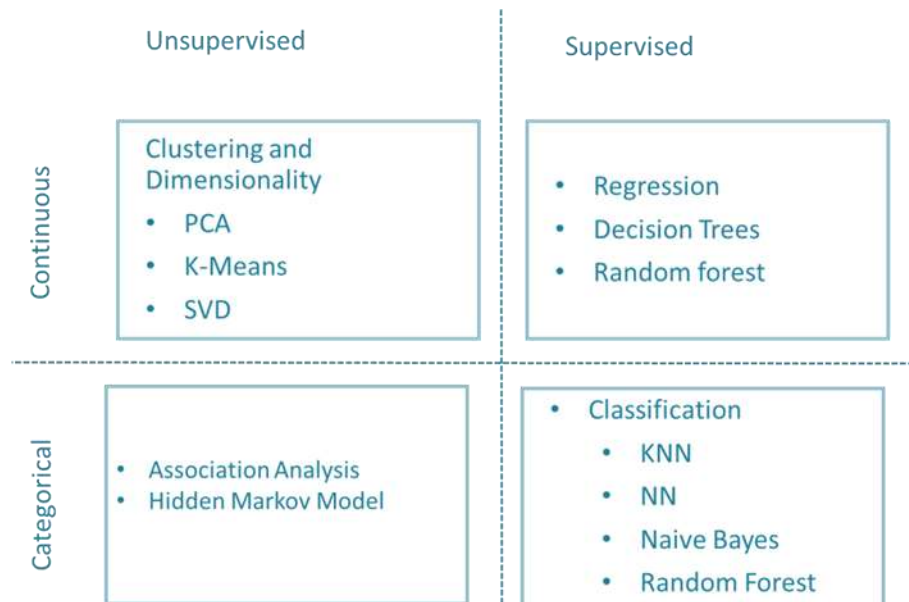 Unsupervised
Supervised
Continuous
Clustering and
Dimensionality
• PCA
• K-Means
• SVD
• Regression
• Decision Trees
• Random forest
Categorical
• Association Analysis
• Hidden Markov Model
• Classification
• KNN
• NN
• Naive Bayes
• Random Forest